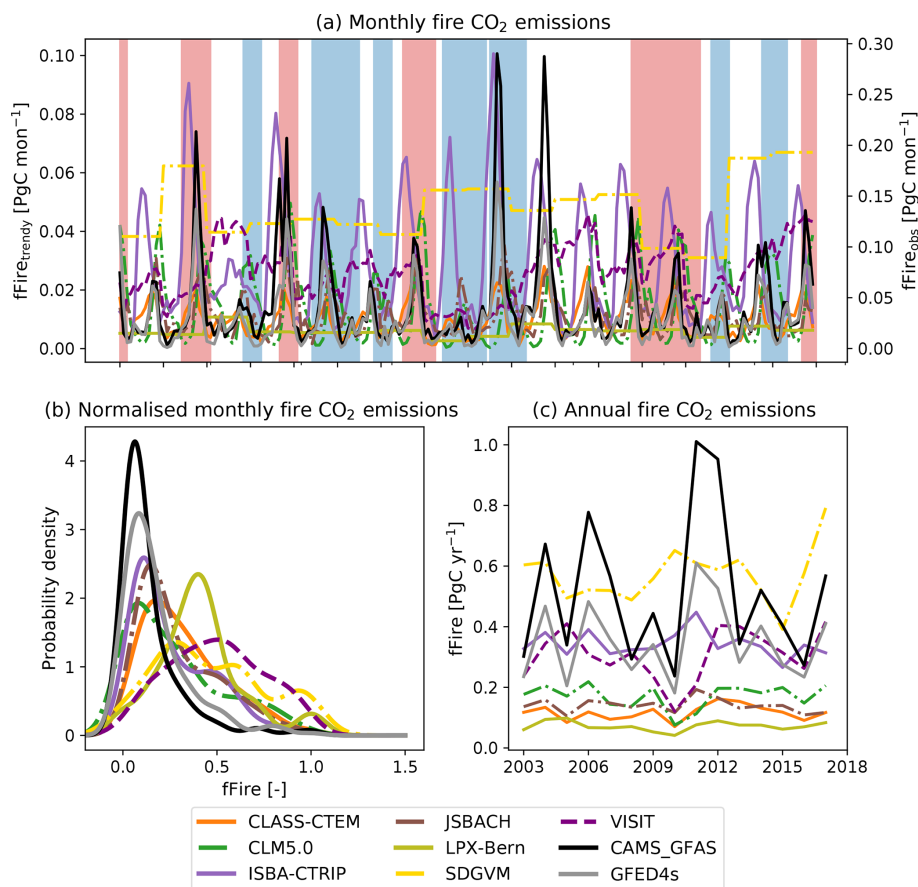 (a) Monthly fire CO₂ emissions
fFire_trendy [PgC mon⁻¹]
0.10
0.08
0.06
0.04
0.02
0.00
0.30
0.25
0.20
0.15
0.10
0.05
0.00
fFire_obs [PgC mon⁻¹]
(b) Normalised monthly fire CO₂ emissions
Probability density
4
3
2
1
0
0.0 0.5 1.0 1.5
fFire [-]
(c) Annual fire CO₂ emissions
fFire [PgC yr⁻¹]
1.0
0.8
0.6
0.4
0.2
0.0
2003 2006 2009 2012 2015 2018
CLASS-CTEM
CLM5.0
ISBA-CTRIP
JSBACH
LPX-Bern
SDGVM
VISIT
CAMS_GFAS
GFED4s